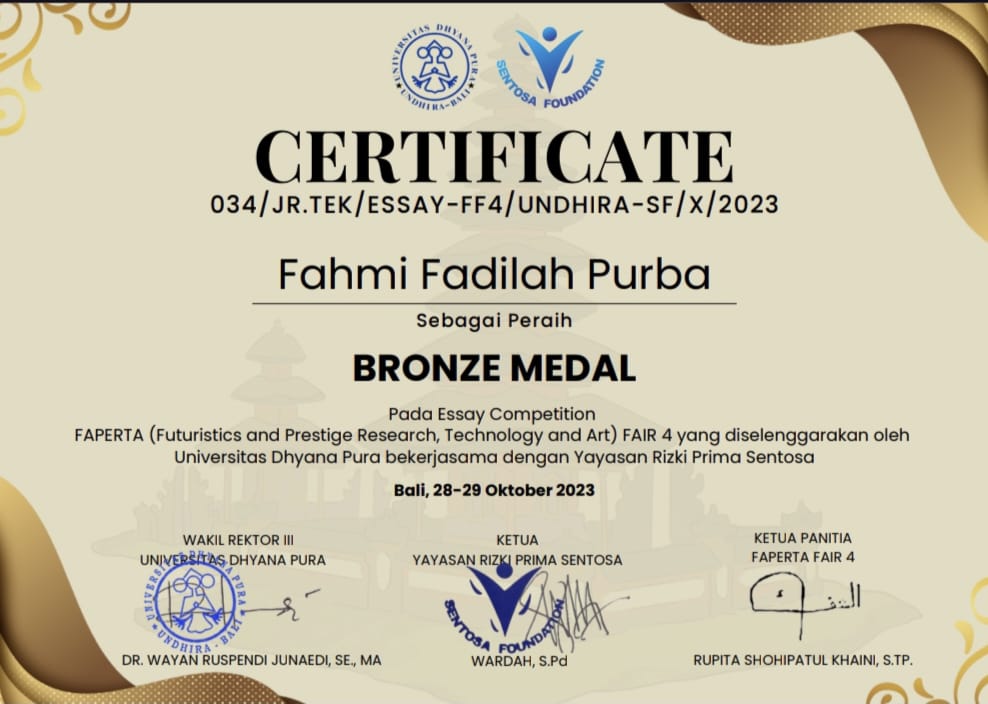 UNIVERSITAS DHYANA PURA
UNDHIRA-BALI
SENTOSA FOUNDATION
CERTIFICATE
034/JR.TEK/ESSAY-FF4/UNDHIRA-SF/X/2023
Fahmi Fadilah Purba
Sebagai Peraih
BRONZE MEDAL
Pada Essay Competition
FAPERTA (Futuristics and Prestige Research, Technology and Art) FAIR 4 yang diselenggarakan oleh
Universitas Dhyana Pura bekerjasama dengan Yayasan Rizki Prima Sentosa
Bali, 28-29 Oktober 2023
WAKIL REKTOR III
UNIVERSITAS DHYANA PURA
UNIVERSITAS DHYANA PURA
UNDHIRA - BALI
DR. WAYAN RUSPENDI JUNAEDI, SE., MA
KETUA
YAYASAN RIZKI PRIMA SENTOSA
SENTOSA FOUNDATION
WARDAH, S.Pd
KETUA PANITIA
FAPERTA FAIR 4
RUPITA SHOHIPATUL KHAINI, S.TP.